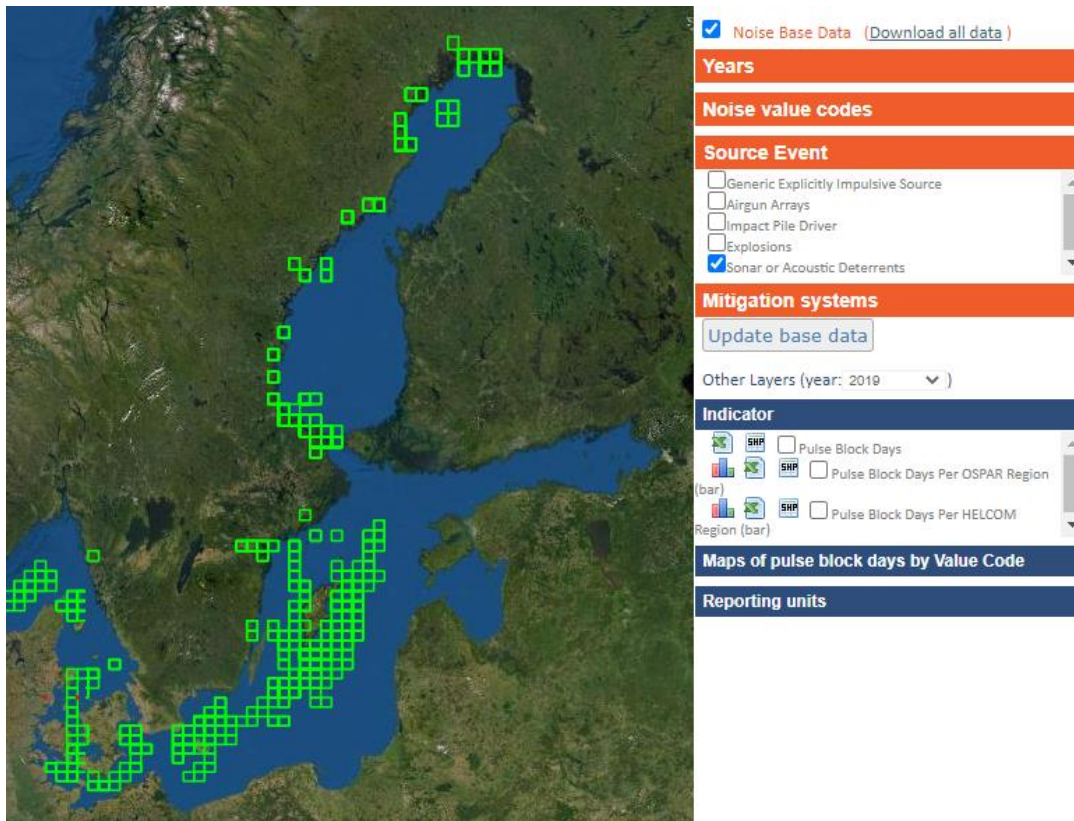 Noise Base Data (Download all data )
Years
Noise value codes
Source Event
Generic Explicitly Impulsive Source
Airgun Arrays
Impact Pile Driver
Explosions
Sonar or Acoustic Deterrents
Mitigation systems
Update base data
Other Layers (year: 2019 )
Indicator
SHP Pulse Block Days
SHP Pulse Block Days Per OSPAR Region
(bar)
SHP Pulse Block Days Per HELCOM
Region (bar)
Maps of pulse block days by Value Code
Reporting units